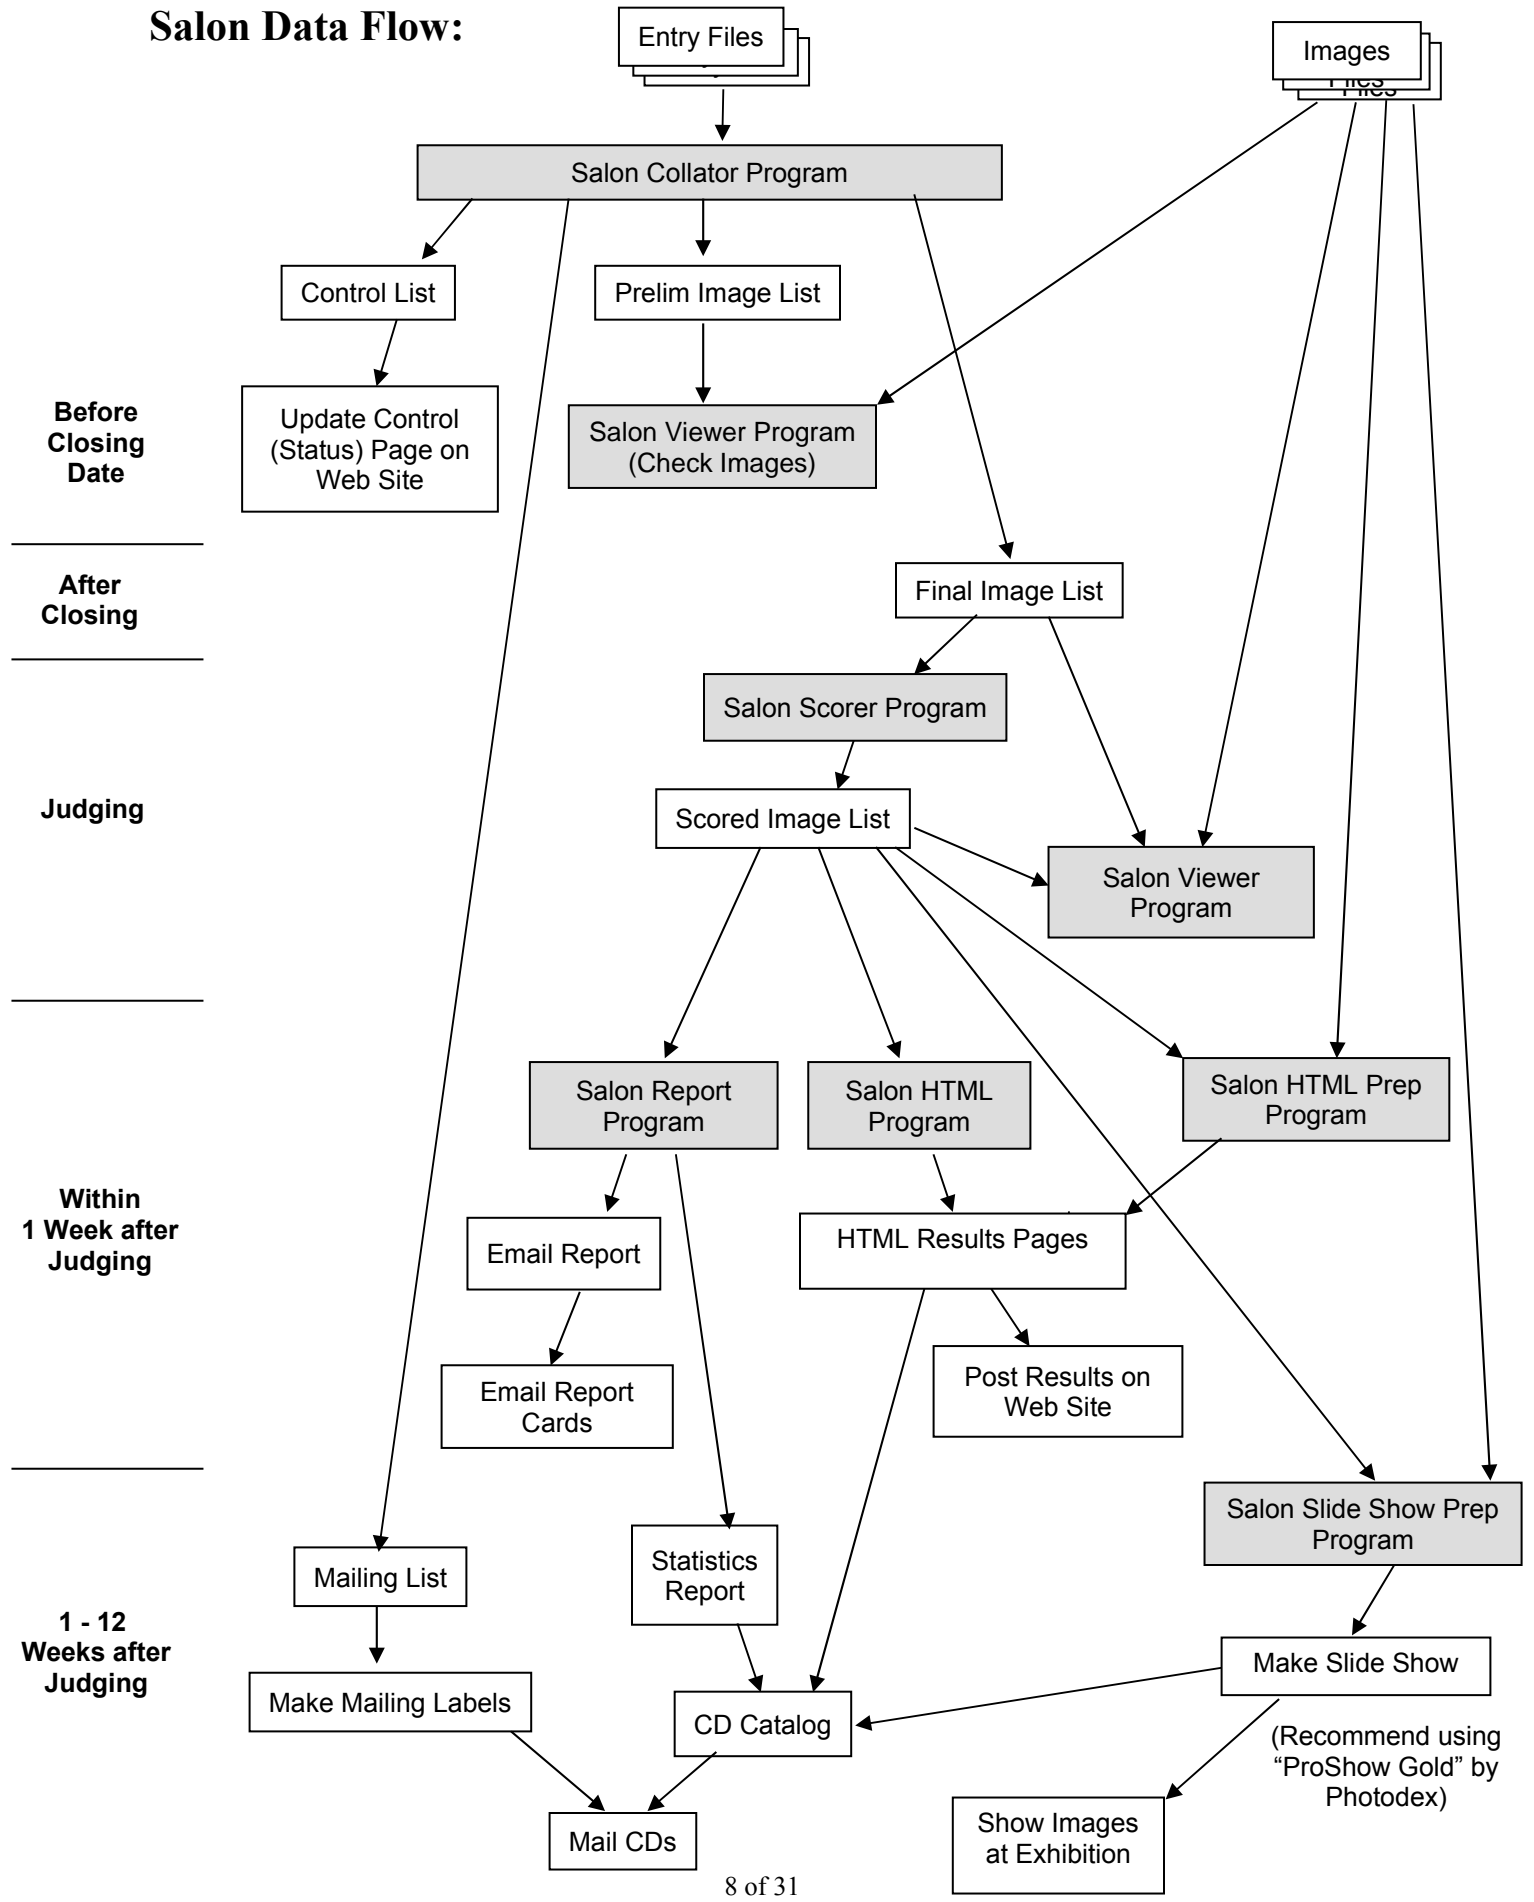 Salon Data Flow:
Entry Files
Images
Files
Files
Salon Collator Program
Control List
Prelim Image List
Before
Closing
Date
Update Control
(Status) Page on
Web Site
Salon Viewer Program
(Check Images)
After
Closing
Final Image List
Salon Scorer Program
Judging
Scored Image List
Salon Viewer
Program
Within
1 Week after
Judging
Salon Report
Program
Salon HTML
Program
Salon HTML Prep
Program
Email Report
HTML Results Pages
Email Report
Cards
Post Results on
Web Site
1 - 12
Weeks after
Judging
Mailing List
Statistics
Report
Salon Slide Show Prep
Program
Make Mailing Labels
CD Catalog
Make Slide Show
(Recommend using
“ProShow Gold” by
Photodex)
Mail CDs
Show Images
at Exhibition
8 of 31